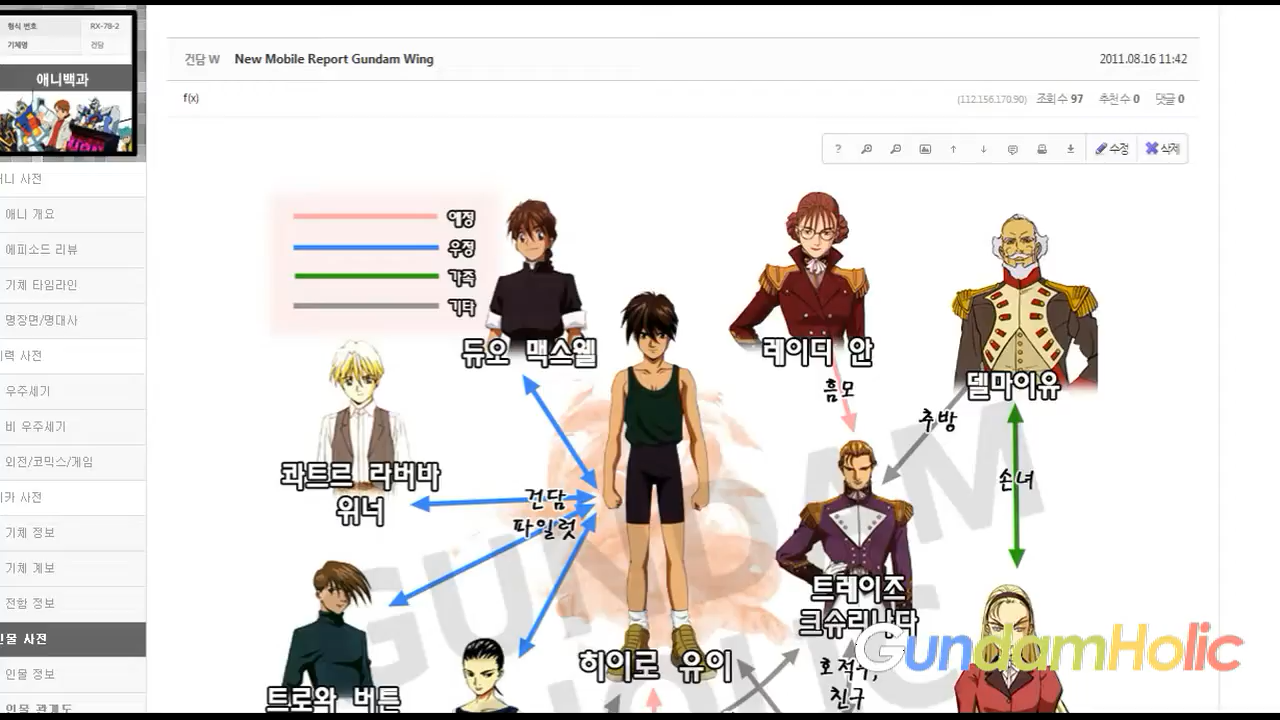 형식 번호
RX-78-2
기체명
건담
애니백과
니 사전
애니 개요
에피소드 리뷰
기체 타임라인
명장면/명대사
세력 사전
우주세기
비 우주세기
외전/코믹스/게임
메카 사전
기체 정보
기체 계보
전함 정보
인물 사전
인물 정보
인물 관계도
건담 W New Mobile Report Gundam Wing
2011.08.16 11:42
f(x)
(112.156.170.90) 조회 수 97 추천 수 0 댓글 0
? 수정 삭제
애정
우정
가족
기타
듀오 맥스웰
레이디 안
델마이유
흠모
추방
콰트르 라버바
위너
건담
파일럿
손녀
트레이즈
크슈리나다
히이로 유이
호적수,
친구
트로와 버튼
GUNDAM
HOLIC
GundamHolic